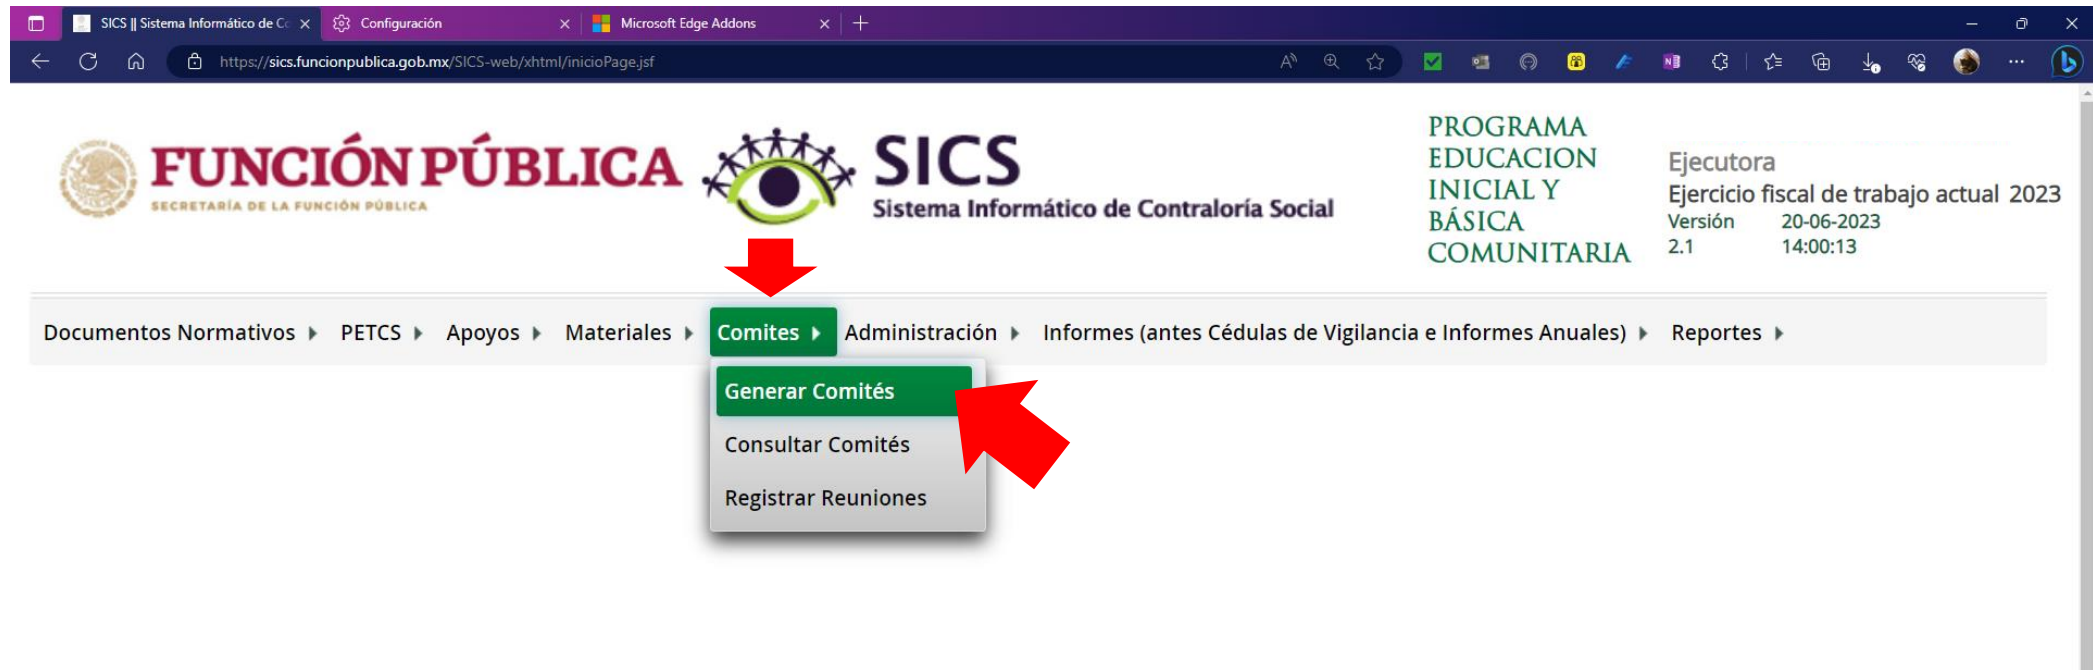 SICS || Sistema Informático de Co
Configuración
Microsoft Edge Addons
https://sics.funcionpublica.gob.mx/SICS-web/xhtml/inicioPage.jsf
FUNCIÓN PÚBLICA
SECRETARÍA DE LA FUNCIÓN PÚBLICA
SICS
Sistema Informático de Contraloría Social
PROGRAMA
EDUCACION
INICIAL Y
BÁSICA
COMUNITARIA
Ejecutora
Ejercicio fiscal de trabajo actual 2023
Versión 20-06-2023
2.1 14:00:13
Documentos Normativos PETCS Apoyos Materiales Comites Administración Informes (antes Cédulas de Vigilancia e Informes Anuales) Reportes
Generar Comités
Consultar Comités
Registrar Reuniones